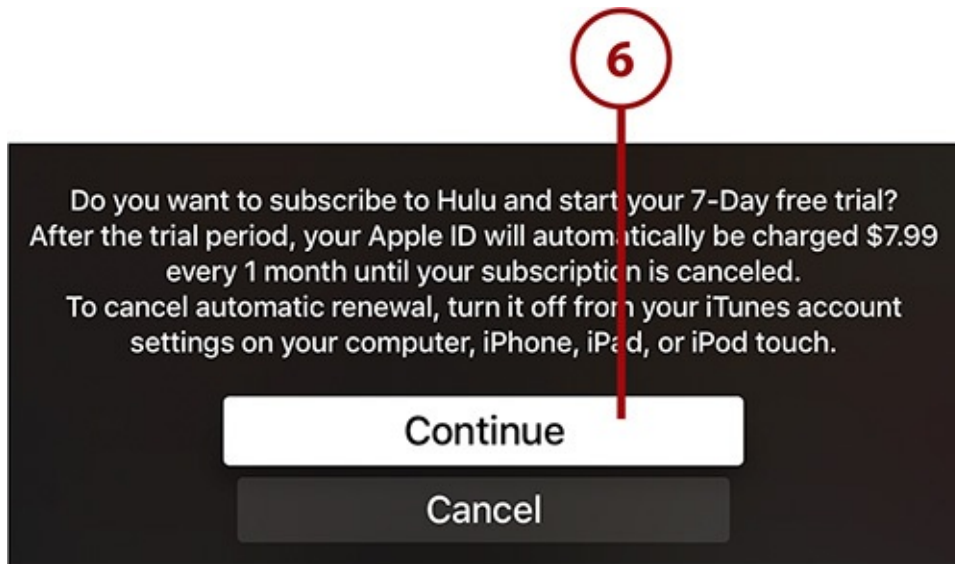 6
Do you want to subscribe to Hulu and start your 7-Day free trial?
After the trial period, your Apple ID will automatically be charged $7.99
every 1 month until your subscription is canceled.
To cancel automatic renewal, turn it off from your iTunes account
settings on your computer, iPhone, iPad, or iPod touch.
Continue
Cancel